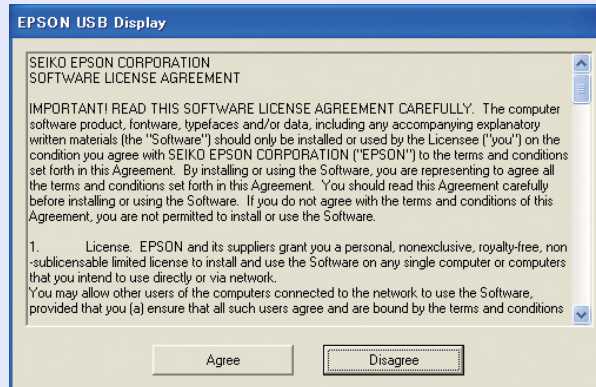 EPSON USB Display
SEIKO EPSON CORPORATION
SOFTWARE LICENSE AGREEMENT
IMPORTANT! READ THIS SOFTWARE LICENSE AGREEMENT CAREFULLY. The computer
software product, fontware, typefaces and/or data, including any accompanying explanatory
written materials (the "Software") should only be installed or used by the Licensee ("you") on the
condition you agree with SEIKO EPSON CORPORATION ("EPSON") to the terms and conditions
set forth in this Agreement. By installing or using the Software, you are representing to agree all
the terms and conditions set forth in this Agreement. You should read this Agreement carefully
before installing or using the Software. If you do not agree with the terms and conditions of this
Agreement, you are not permitted to install or use the Software.
1. License. EPSON and its suppliers grant you a personal, nonexclusive, royalty-free, non
-sublicensable limited license to install and use the Software on any single computer or computers
that you intend to use directly or via network.
You may allow other users of the computers connected to the network to use the Software,
provided that you (a) ensure that all such users agree and are bound by the terms and conditions
Agree Disagree